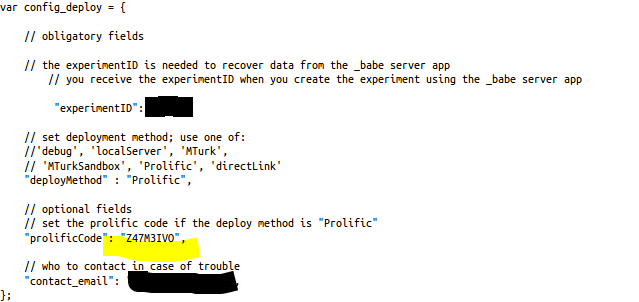 var config_deploy = {
// obligatory fields
// the experimentID is needed to recover data from the _babe server app
// you receive the experimentID when you create the experiment using the _babe server app
"experimentID":
// set deployment method; use one of:
//'debug', 'localServer', 'MTurk',
// 'MTurkSandbox', 'Prolific', 'directLink'
"deployMethod" : "Prolific",
// optional fields
// set the prolific code if the deploy method is "Prolific"
"prolificCode": "Z47M3IVO",
// who to contact in case of trouble
"contact_email":
};